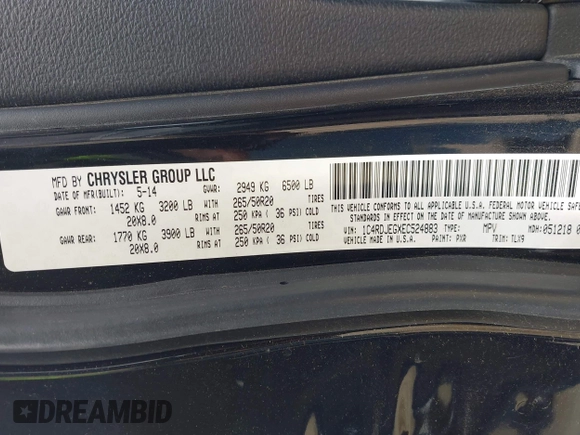 MFD BY CHRYSLER GROUP LLC
DATE OF MFR(BUILT): 5-14 GVWR: 2949 KG 6500 LB
GAWR FRONT: 1452 KG 3200 LB WITH 265/50R20 TIRES
20X8.0 RIMS AT 250 KPA ( 36 PSI) COLD
GAWR REAR: 1770 KG 3900 LB WITH 265/50R20 TIRES
20X8.0 RIMS AT 250 KPA ( 36 PSI) COLD
THIS VEHICLE CONFORMS TO ALL APPLICABLE U.S.A. FEDERAL MOTOR VEHICLE SAFE
STANDARDS IN EFFECT ON THE DATE OF MANUFACTURE SHOWN ABOVE
VEHICLE MADE IN U.S.A.
VIN: 1C4RDJEGXEC524883 TYPE: MPV MDH: 051218 0
PAINT: PXR TRIM: TLX9
DREAMBID